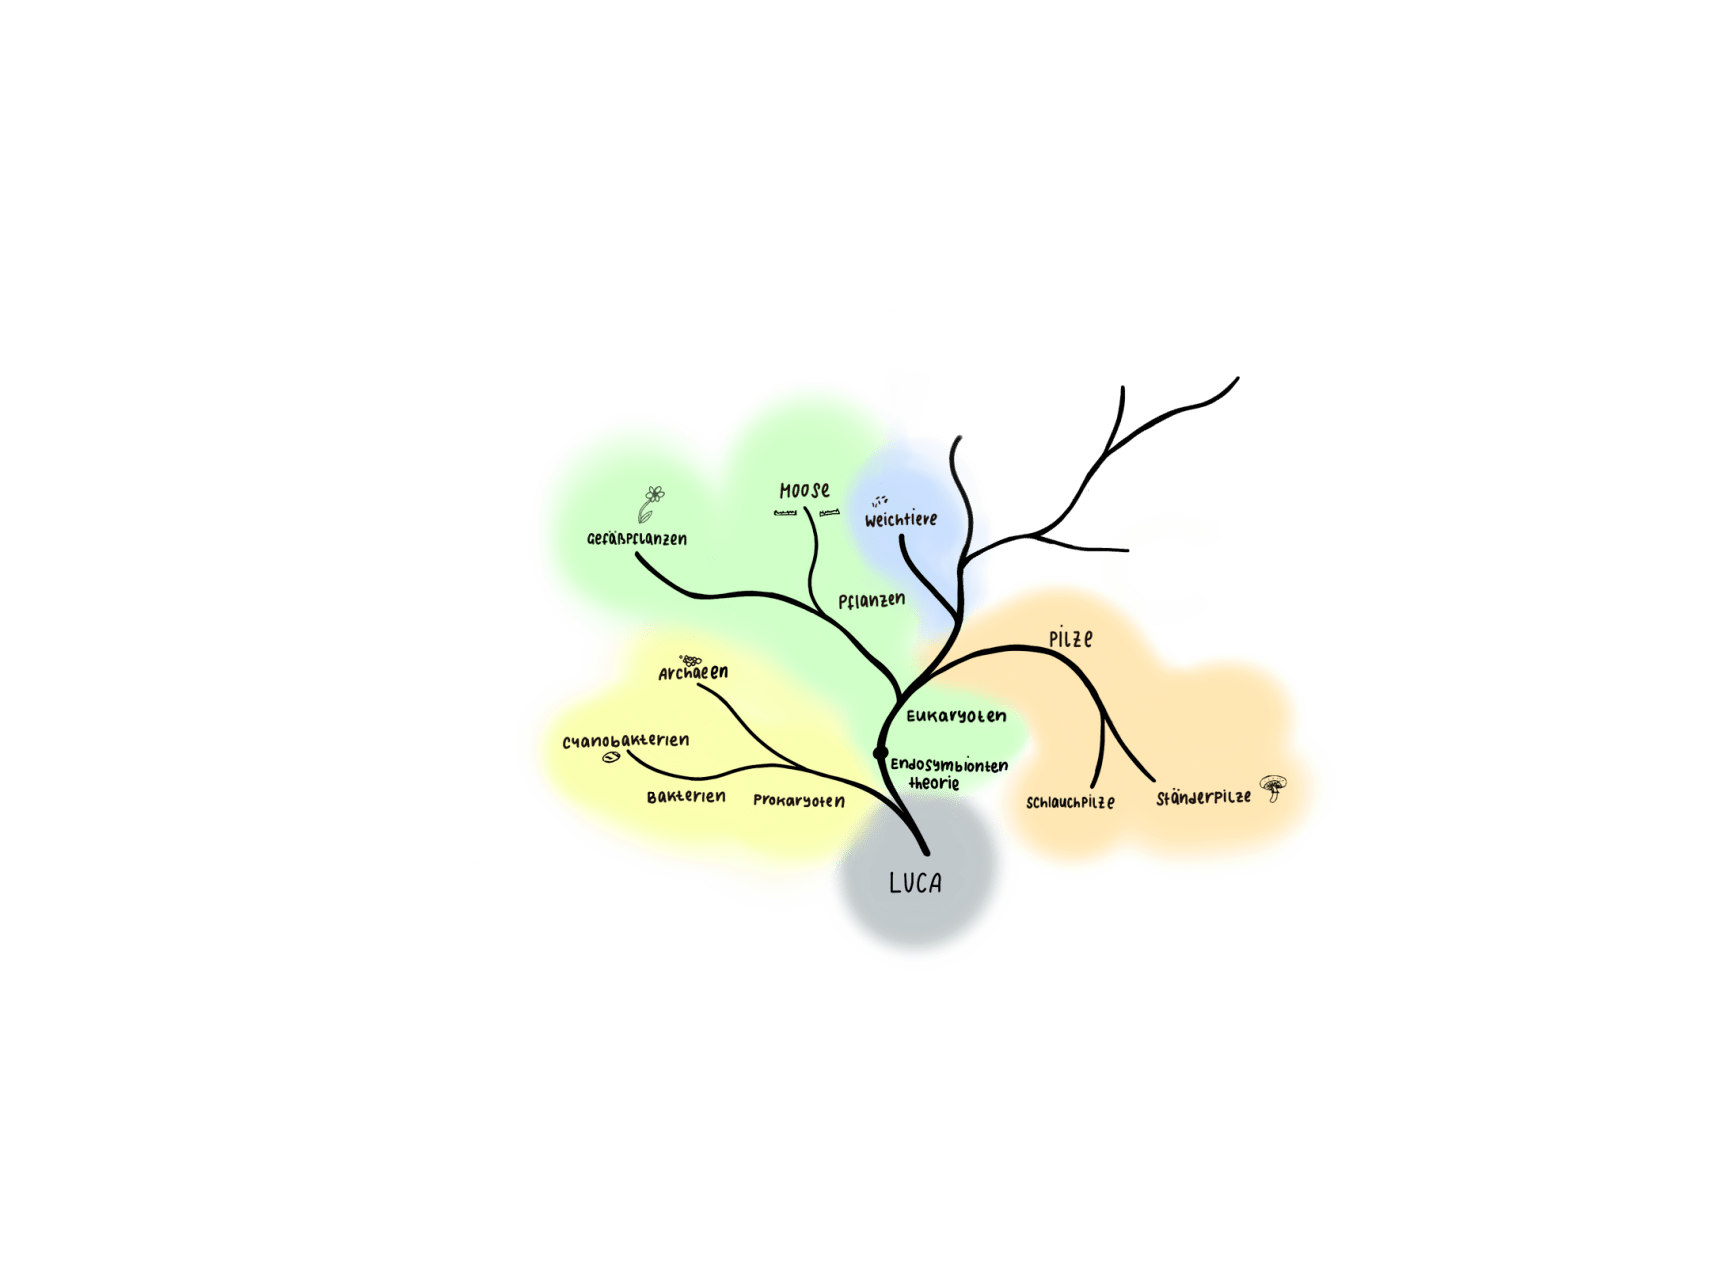 Moose
Weichtiere
Gefäßpflanzen
Pflanzen
Pilze
Archaeen
Eukaryoten
Cyanobakterien
Endosymbionten
theorie
Bakterien
Prokaryoten
Schlauchpilze
Ständerpilze
LUCA